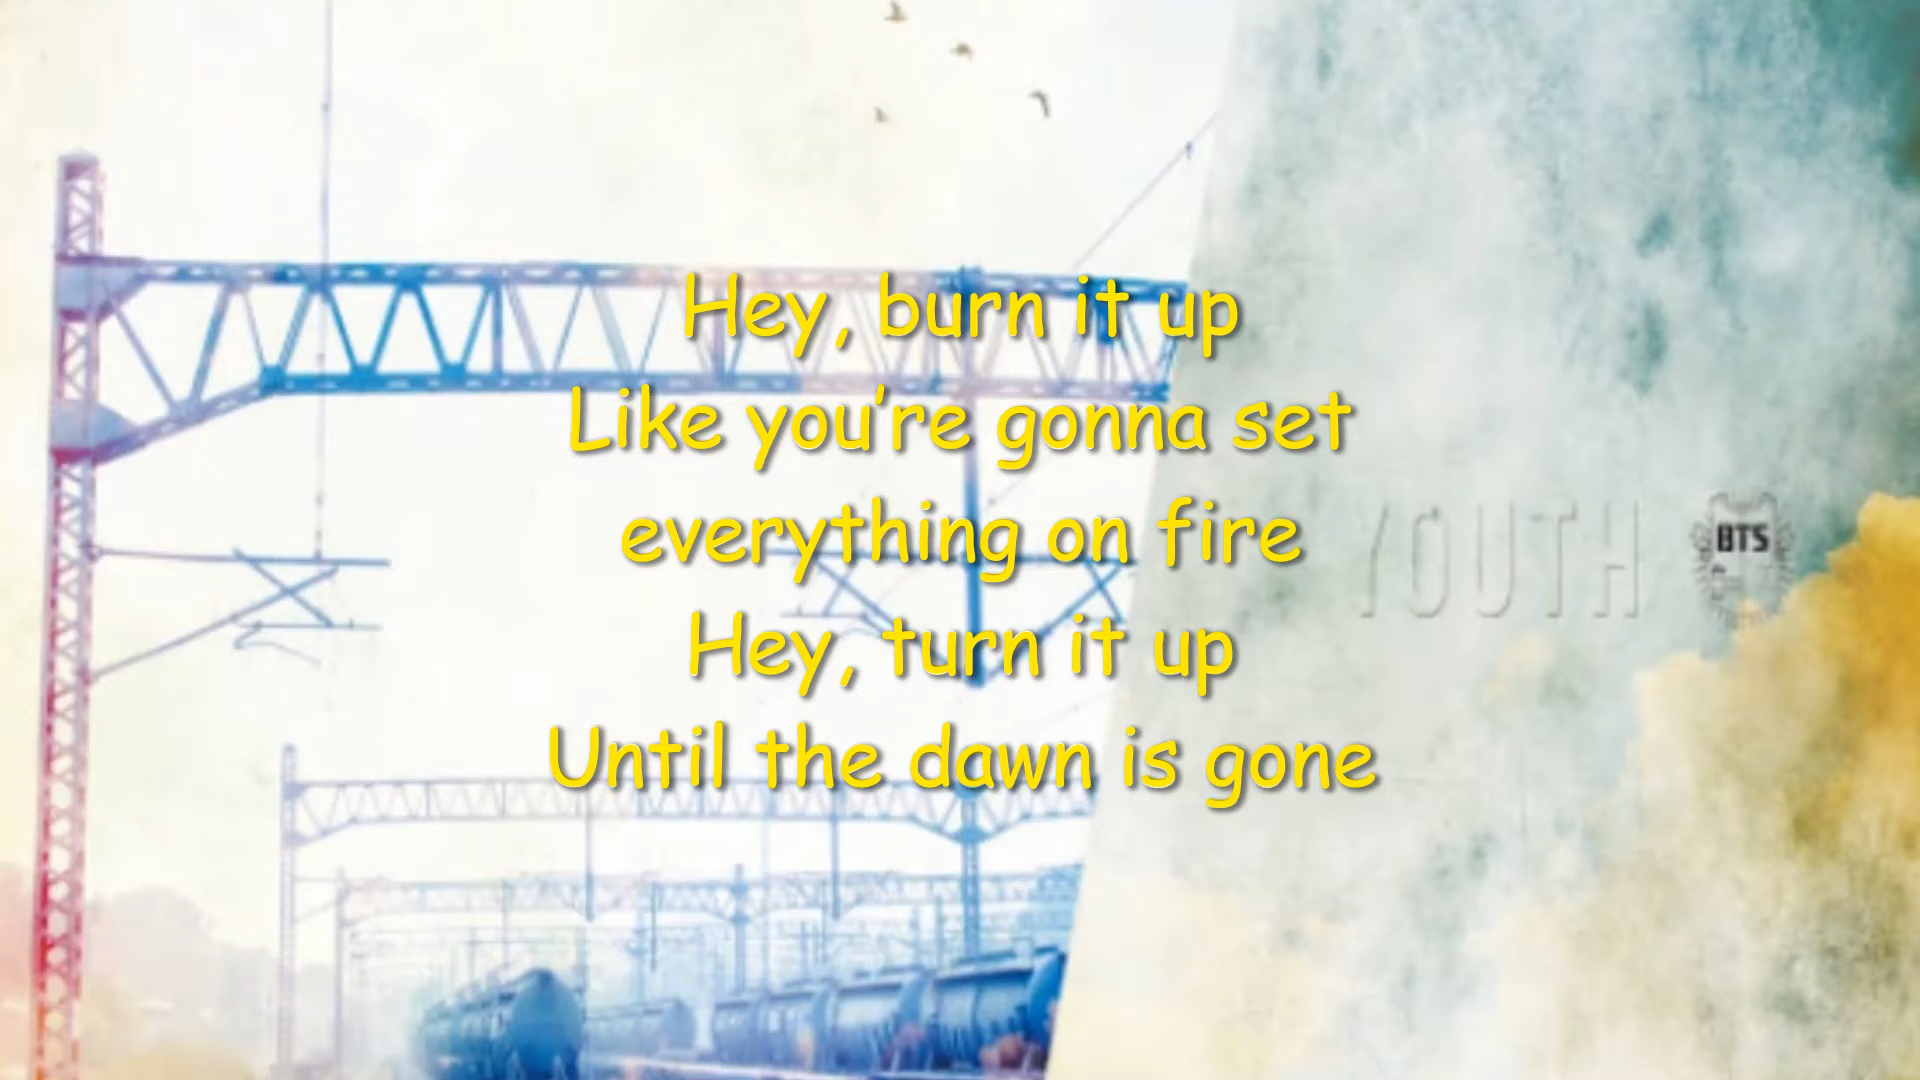 Hey, burn it up
Like you’re gonna set
everything on fire
Hey, turn it up
Until the dawn is gone
YOUTH
BTS